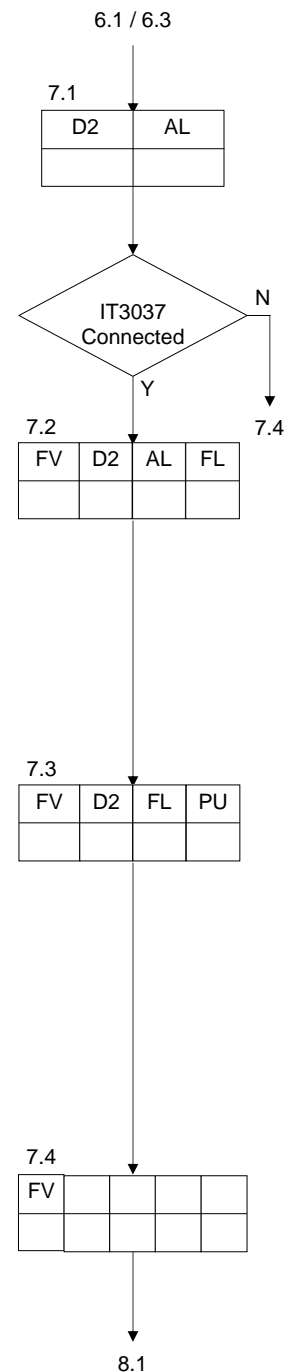 6.1 / 6.3
7.1
D2 AL
IT3037
Connected
N
Y
7.4
7.2
FV D2 AL FL
7.3
FV D2 FL PU
7.4
FV
8.1